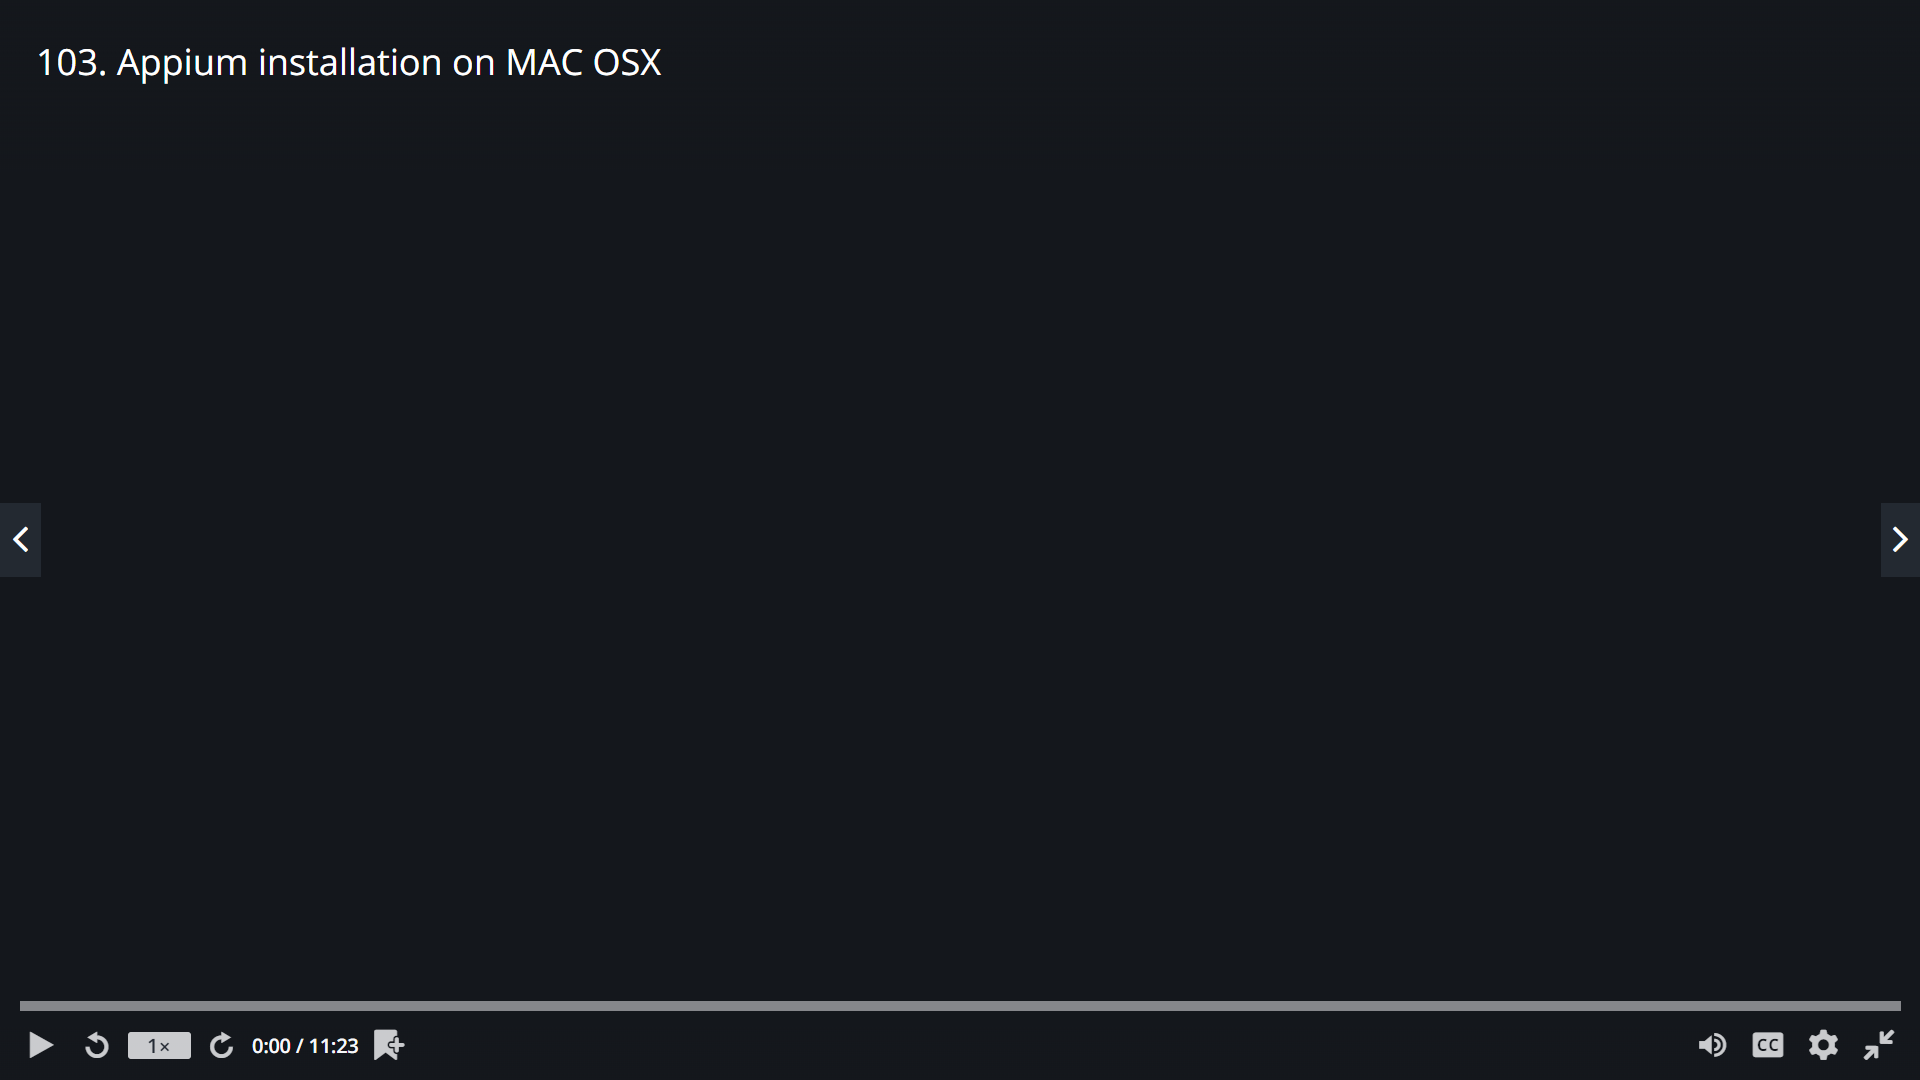 103. Appium installation on MAC OSX
1×
0:00 / 11:23
CC